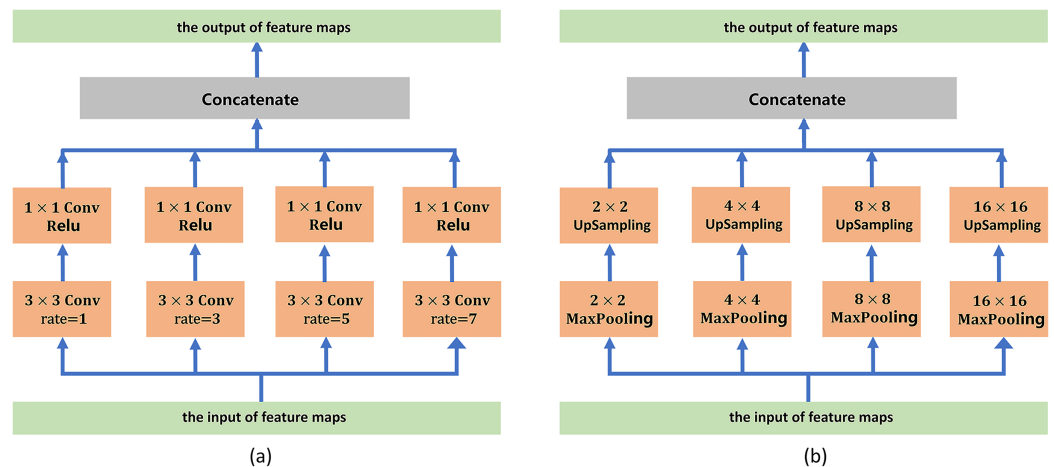 the output of feature maps
Concatenate
1 × 1 Conv
Relu
1 × 1 Conv
Relu
1 × 1 Conv
Relu
1 × 1 Conv
Relu
3 × 3 Conv
rate=1
3 × 3 Conv
rate=3
3 × 3 Conv
rate=5
3 × 3 Conv
rate=7
the input of feature maps
(a)
the output of feature maps
Concatenate
2 × 2
UpSampling
4 × 4
UpSampling
8 × 8
UpSampling
16 × 16
UpSampling
2 × 2
MaxPooling
4 × 4
MaxPooling
8 × 8
MaxPooling
16 × 16
MaxPooling
the input of feature maps
(b)